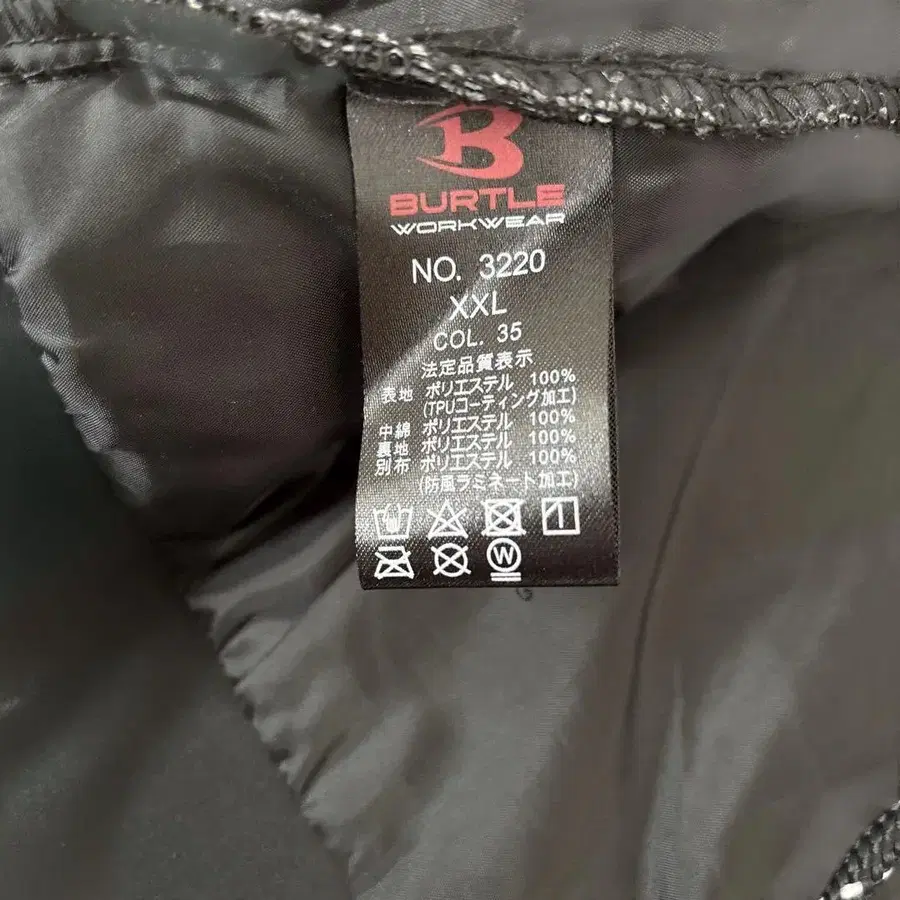 B
BURTLE
WORKWEAR
NO. 3220
XXL
COL. 35
法定品質表示
表地 ポリエステル 100%
(TPUコーティング加工)
中綿 ポリエステル 100%
裏地 ポリエステル 100%
別布 ポリエステル 100%
(防風ラミネート加工)
W